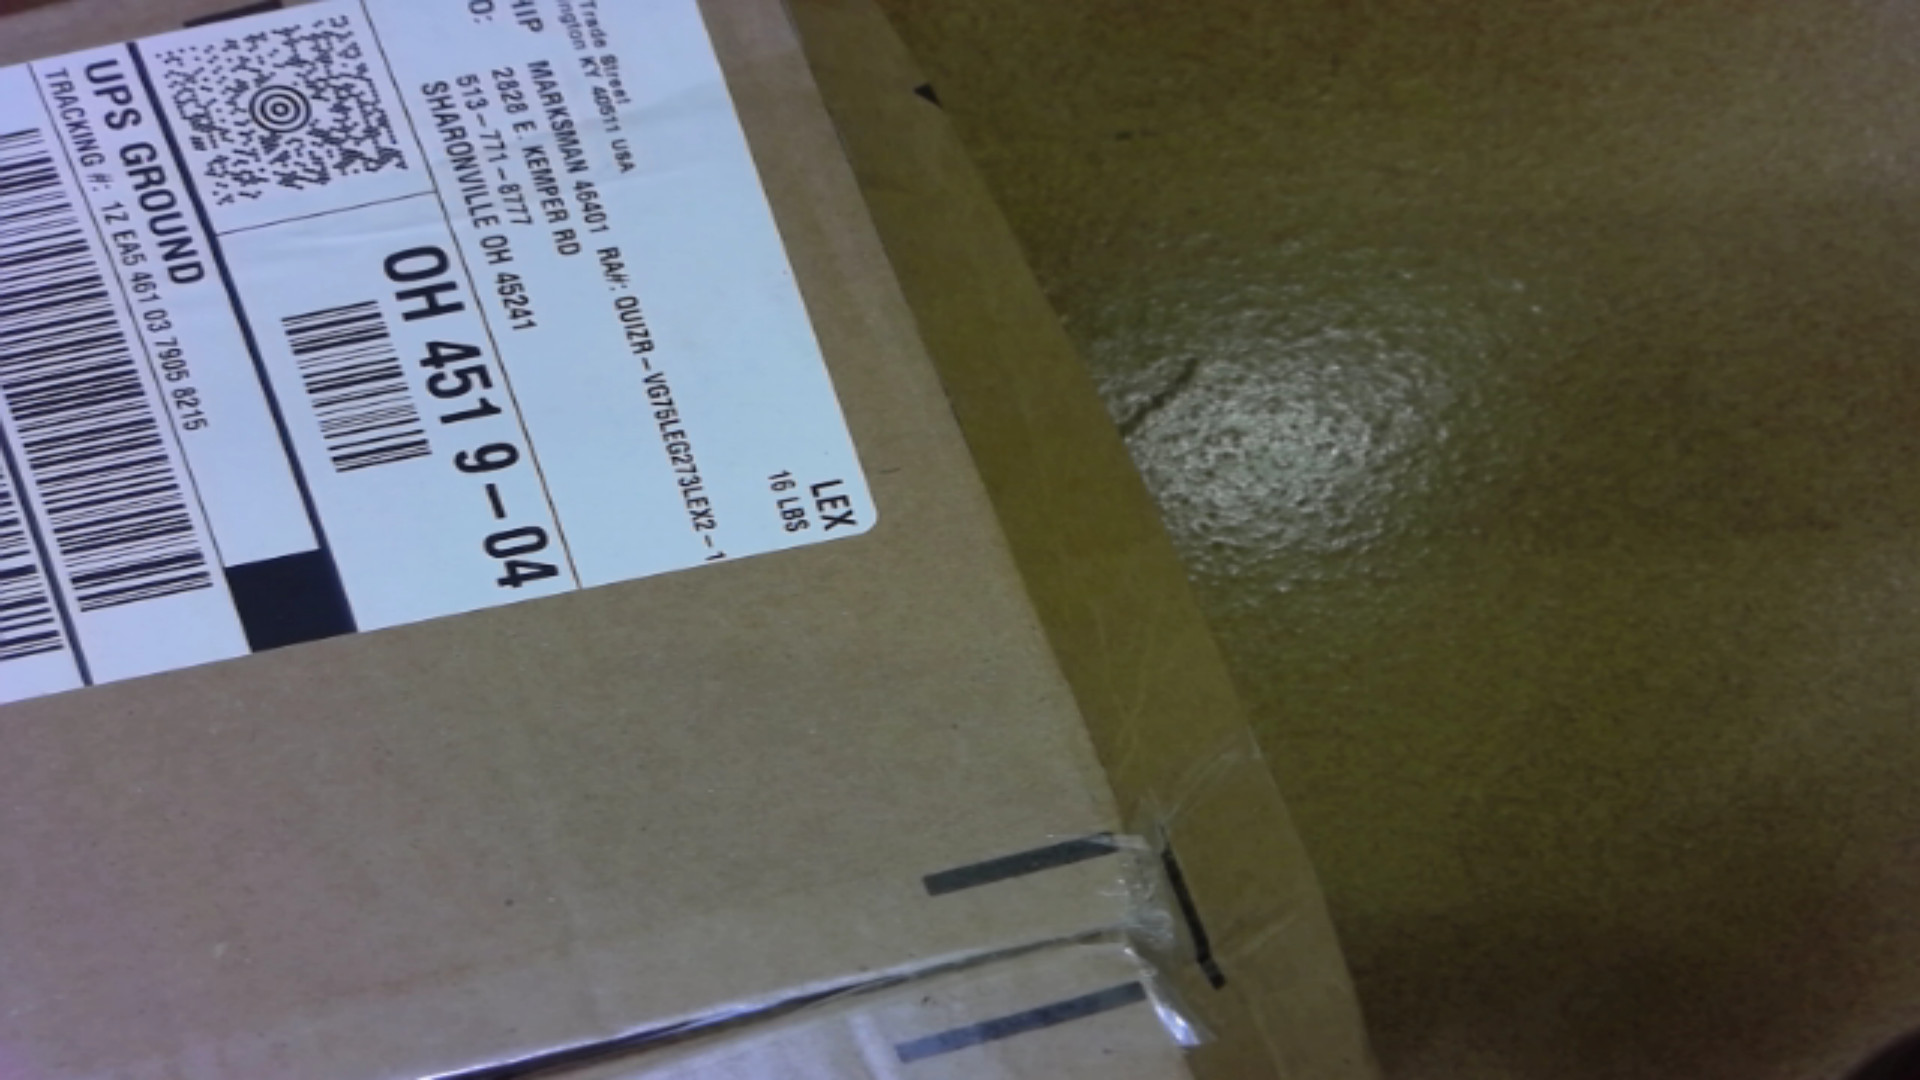 Trade Street
ington KY 40511 USA
RA#: QUIZR-VG75LEG273LEX2-1
LEX
16 LBS
HIP
O:
MARKSMAN 46401
2828 E. KEMPER RD
513-771-8777
SHARONVILLE OH 45241
OH 451 9-04
UPS GROUND
TRACKING #: 1Z EA5 461 03 7905 8215